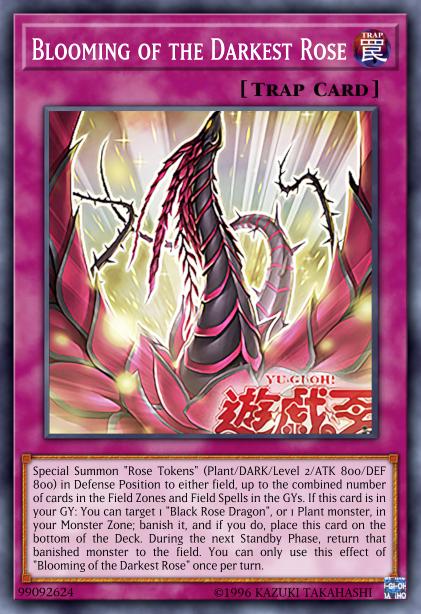 BLOOMING OF THE DARKEST ROSE
TRAP
罠
[TRAP CARD]
YU-GI-OH!
遊戯王
Special Summon "Rose Tokens" (Plant/DARK/Level 2/ATK 800/DEF
800) in Defense Position to either field, up to the combined number
of cards in the Field Zones and Field Spells in the GYs. If this card is in
your GY: You can target 1 "Black Rose Dragon", or 1 Plant monster, in
your Monster Zone; banish it, and if you do, place this card on the
bottom of the Deck. During the next Standby Phase, return that
banished monster to the field. You can only use this effect of
"Blooming of the Darkest Rose" once per turn.
99092624
©1996 KAZUKI TAKAHASHI